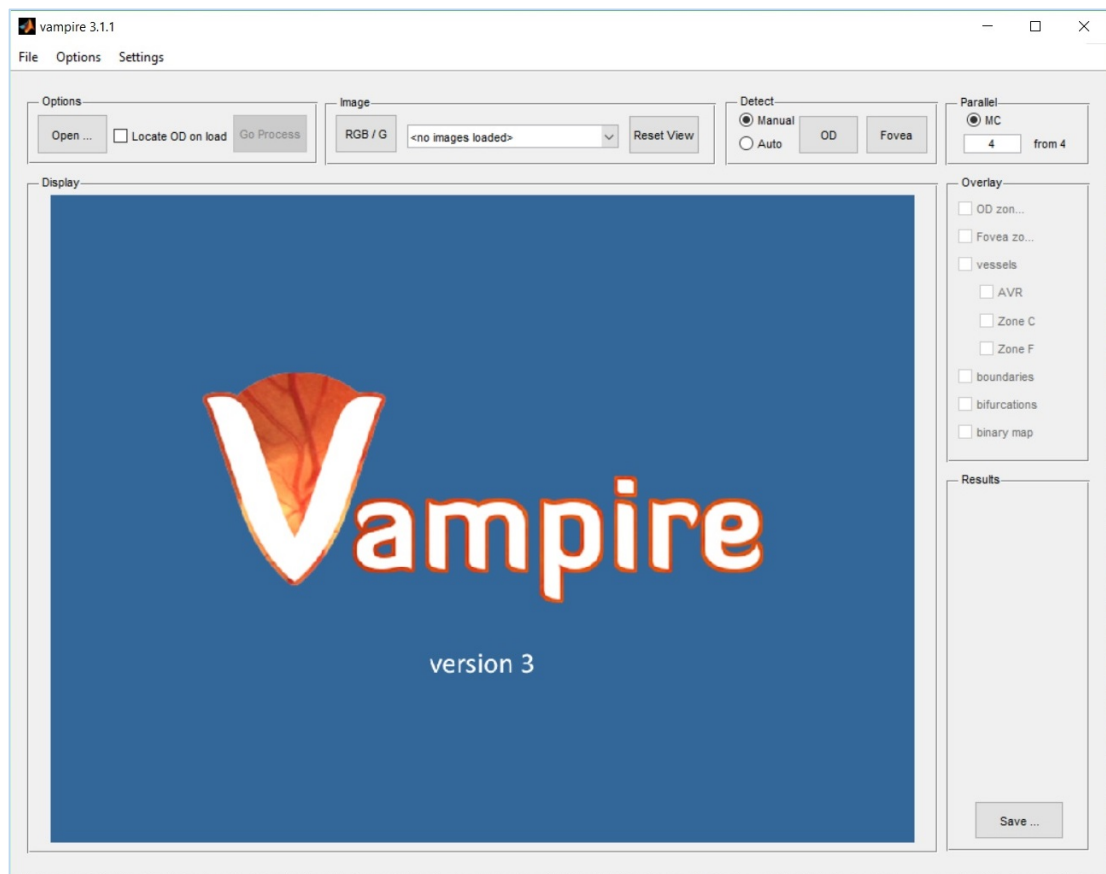 vampire 3.1.1
File Options Settings
Options
Open ...
Locate OD on load
Go Process
Image
RGB / G
<no images loaded>
Reset View
Detect
Manual
Auto
OD
Fovea
Parallel
MC
4 from 4
Display
Vampire
version 3
Overlay
OD zon...
Fovea zo...
vessels
AVR
Zone C
Zone F
boundaries
bifurcations
binary map
Results
Save ...